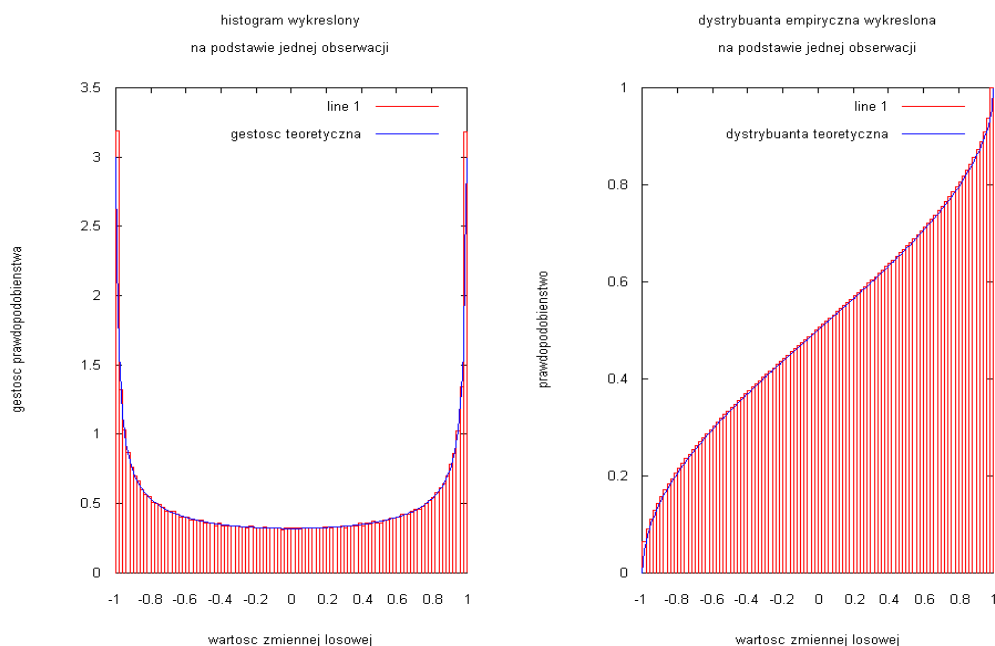 histogram wykreslony
na podstawie jednej obserwacji
3.5
3
2.5
2
1.5
1
0.5
0
-1 -0.8 -0.6 -0.4 -0.2 0 0.2 0.4 0.6 0.8 1
line 1
gestosc teoretyczna
gestosc prawdopodobienstwa
wartosc zmiennej losowej
dystrybuanta empiryczna wykreslona
na podstawie jednej obserwacji
1
0.8
0.6
0.4
0.2
0
-1 -0.8 -0.6 -0.4 -0.2 0 0.2 0.4 0.6 0.8 1
line 1
dystrybuanta teoretyczna
prawdopodobienstwo
wartosc zmiennej losowej